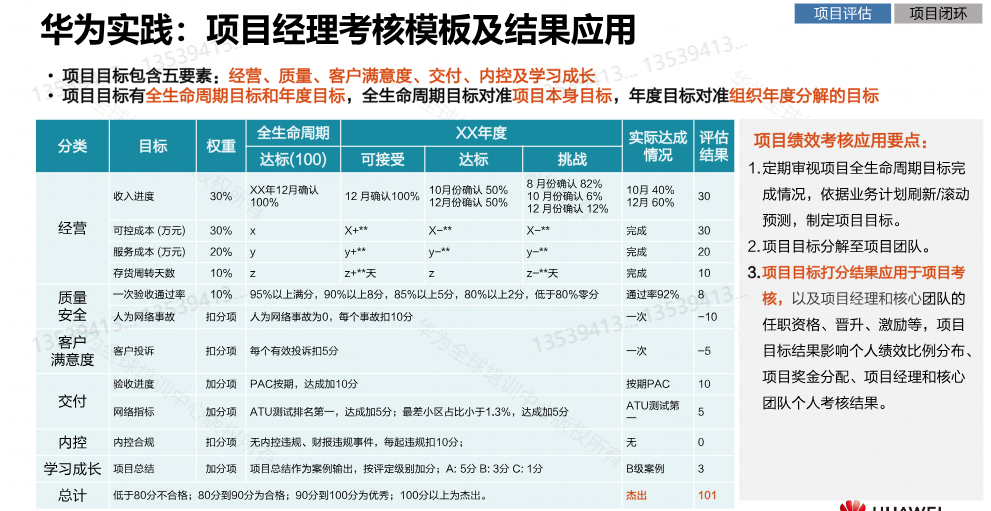 华为实践：项目经理考核模板及结果应用
项目评估
项目闭环
• 项目目标包含五要素：经营、质量、客户满意度、交付、内控及学习成长
• 项目目标有全生命周期目标和年度目标，全生命周期目标对准项目本身目标，年度目标对准组织年度分解的目标
分类 目标 权重 全生命周期 XX年度 实际达成情况 评估结果
达标(100) 可接受 达标 挑战
经营
收入进度 30% XX年12月确认100% 12 月确认100% 10月份确认 50% 12月份确认 50% 8 月份确认 82% 10 月份确认 6% 12 月份确认 12% 10月 40% 12月 60% 30
可控成本 (万元) 30% x X+** X–** X–** 完成 30
服务成本 (万元) 20% y y+** y–** y–** 完成 20
存货周转天数 10% z z+**天 z z–**天 完成 10
质量安全
一次验收通过率 10% 95%以上满分，90%以上8分，85%以上5分，80%以上2分，低于80%零分 通过率92% 8
人为网络事故 扣分项 人为网络事故为0，每个事故扣10分 一次 –10
客户满意度
客户投诉 扣分项 每个有效投诉扣5分 一次 –5
交付
验收进度 加分项 PAC按期，达成加10分 按期PAC 10
网络指标 加分项 ATU测试排名第一，达成加5分；最差小区占比小于1.3%，达成加5分 ATU测试第一 5
内控 内控合规 扣分项 无内控违规、财报违规事件，每起违规扣10分； 无 0
学习成长 项目总结 加分项 项目总结作为案例输出，按评定级别加分；A: 5分 B: 3分 C: 1分 B级案例 3
总计 低于80分不合格；80分到90分为合格；90分到100分为优秀；100分以上为杰出。 杰出 101
项目绩效考核应用要点：
1.定期审视项目全生命周期目标完
成情况，依据业务计划刷新/滚动
预测，制定项目目标。
2.项目目标分解至项目团队。
3.项目目标打分结果应用于项目考
核，以及项目经理和核心团队的
任职资格、晋升、激励等，项目
目标结果影响个人绩效比例分布、
项目奖金分配、项目经理和核心
团队个人考核结果。
HUAWEI
13539413...
13539413...
13539413...
13539413...
华为全球培训中心版权所有